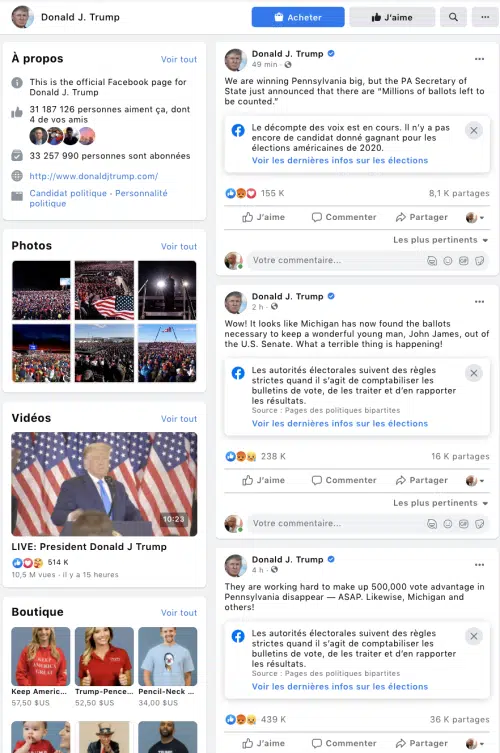 Donald J. Trump
Acheter
J'aime
À propos
Voir tout
This is the official Facebook page for
Donald J. Trump
31 187 126 personnes aiment ça, dont
4 de vos amis
33 257 990 personnes sont abonnées
http://www.donaldjtrump.com/
Candidat politique · Personnalité
politique
Photos
Voir tout
Vidéos
Voir tout
10:23
LIVE: President Donald J Trump
514 K
10,5 M vues · il y a 15 heures
Boutique
Voir tout
Keep Americ...
57,50 $US
Trump-Pence...
52,50 $US
Pencil-Neck ...
34,00 $US
Donald J. Trump
49 min ·
We are winning Pennsylvania big, but the PA Secretary of
State just announced that there are “Millions of ballots left to
be counted.”
Le décompte des voix est en cours. Il n'y a pas
encore de candidat donné gagnant pour les
élections américaines de 2020.
Voir les dernières infos sur les élections
155 K
8,1 K partages
J'aime
Commenter
Partager
Les plus pertinents
Votre commentaire...
Donald J. Trump
2 h ·
Wow! It looks like Michigan has now found the ballots
necessary to keep a wonderful young man, John James, out of
the U.S. Senate. What a terrible thing is happening!
Les autorités électorales suivent des règles
strictes quand il s'agit de comptabiliser les
bulletins de vote, de les traiter et d'en rapporter
les résultats.
Source : Pages des politiques bipartites
Voir les dernières infos sur les élections
238 K
16 K partages
J'aime
Commenter
Partager
Les plus pertinents
Votre commentaire...
Donald J. Trump
4 h ·
They are working hard to make up 500,000 vote advantage in
Pennsylvania disappear — ASAP. Likewise, Michigan and
others!
Les autorités électorales suivent des règles
strictes quand il s'agit de comptabiliser les
bulletins de vote, de les traiter et d'en rapporter
les résultats.
Source : Pages des politiques bipartites
Voir les dernières infos sur les élections
439 K
36 K partages
J'aime
Commenter
Partager